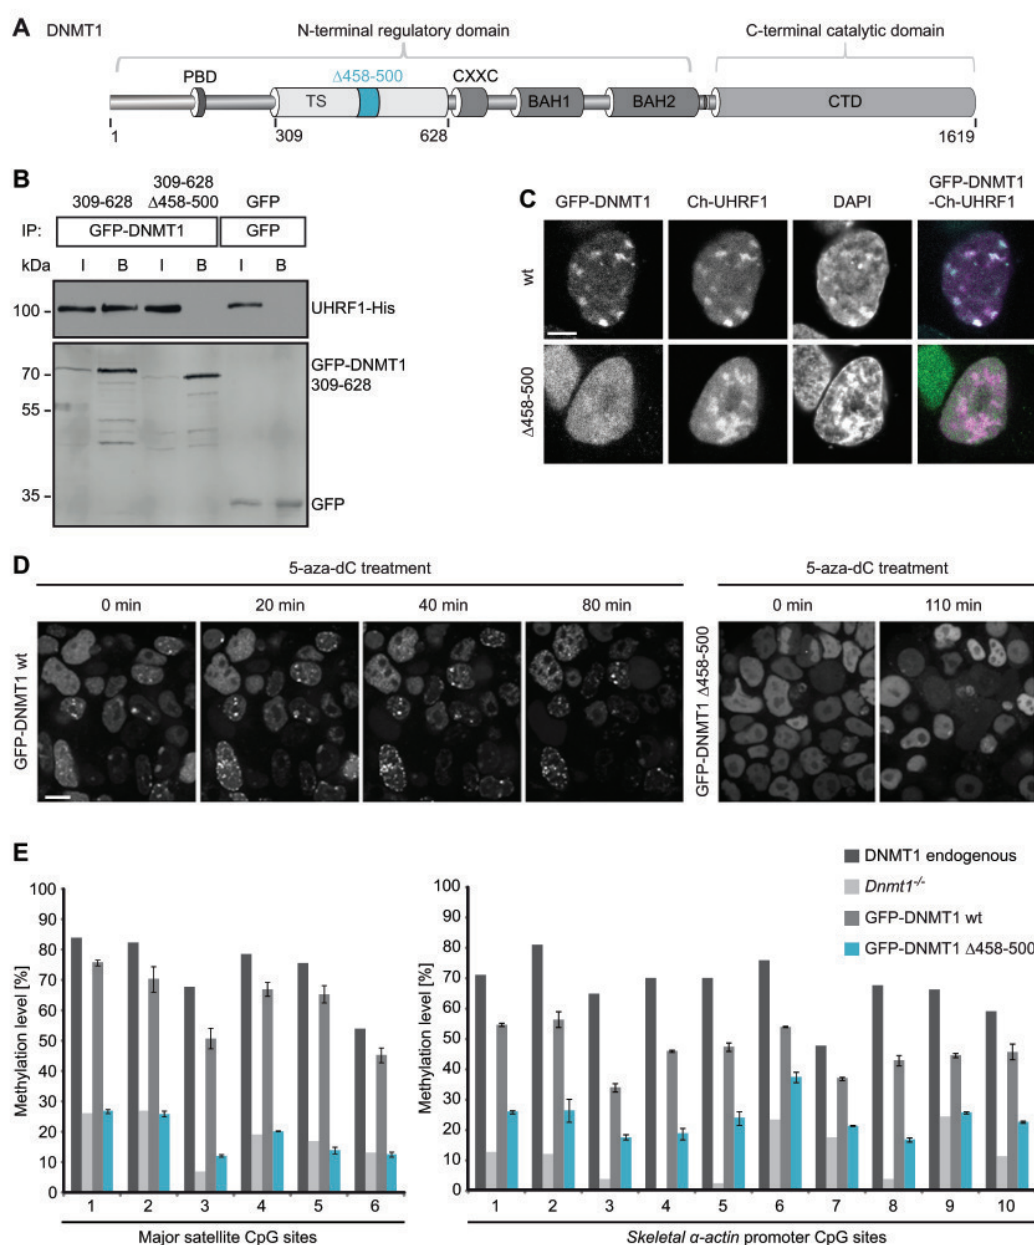 A DNMT1 N-terminal regulatory domain C-terminal catalytic domain
PBD Δ458-500 CXXC
TS BAH1 BAH2 CTD
1 309 628 1619
B
309-628 309-628 GFP
Δ458-500
IP: GFP-DNMT1 GFP
kDa I B I B I B
100 UHRF1-His
70 GFP-DNMT1
309-628
55
35 GFP
C
GFP-DNMT1 Ch-UHRF1 DAPI GFP-DNMT1
-Ch-UHRF1
wt
Δ458-500
D
5-aza-dC treatment 5-aza-dC treatment
0 min 20 min 40 min 80 min 0 min 110 min
GFP-DNMT1 wt
GFP-DNMT1 Δ458-500
E
DNMT1 endogenous
Dnmt1-/-
GFP-DNMT1 wt
GFP-DNMT1 Δ458-500
Methylation level [%]
100
90
80
70
60
50
40
30
20
10
0
1 2 3 4 5 6
Major satellite CpG sites
Methylation level [%]
100
90
80
70
60
50
40
30
20
10
0
1 2 3 4 5 6 7 8 9 10
Skeletal α-actin promoter CpG sites